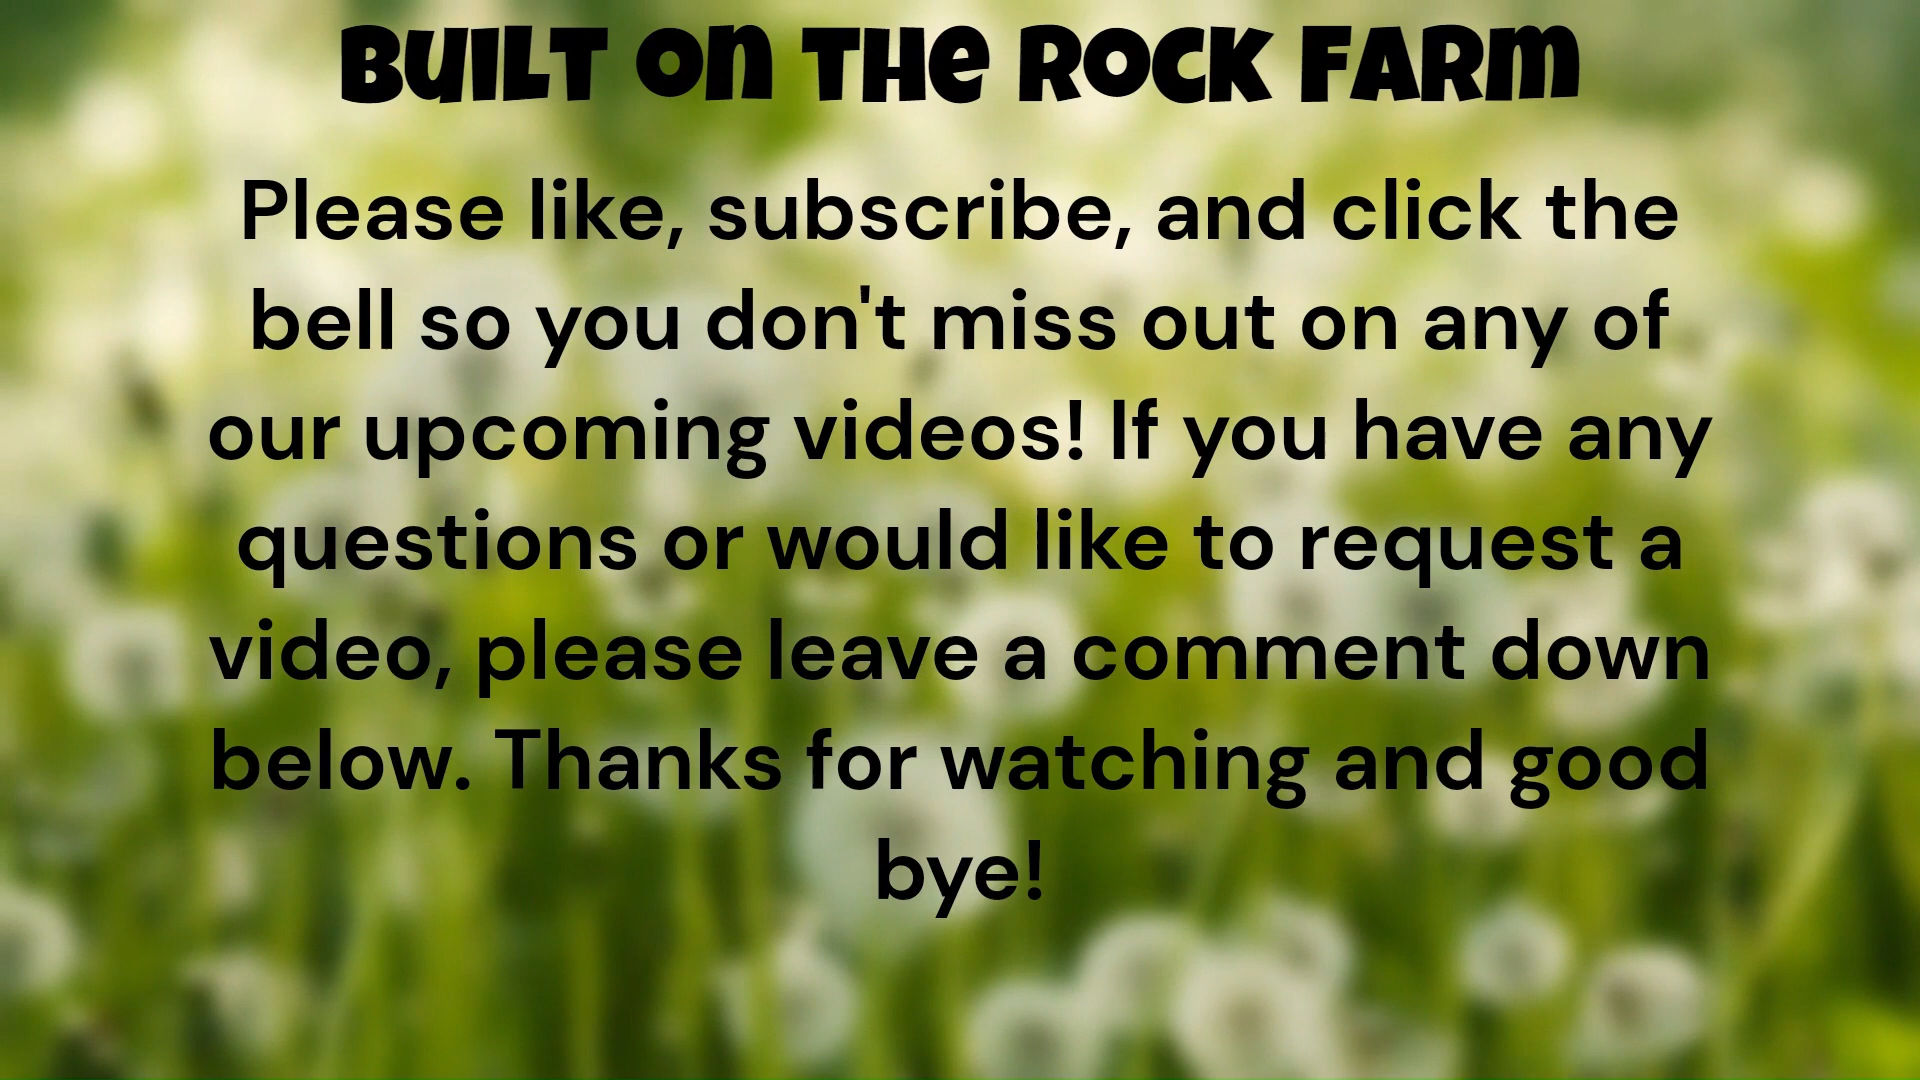 Built on the Rock Farm
Please like, subscribe, and click the
bell so you don't miss out on any of
our upcoming videos! If you have any
questions or would like to request a
video, please leave a comment down
below. Thanks for watching and good
bye!